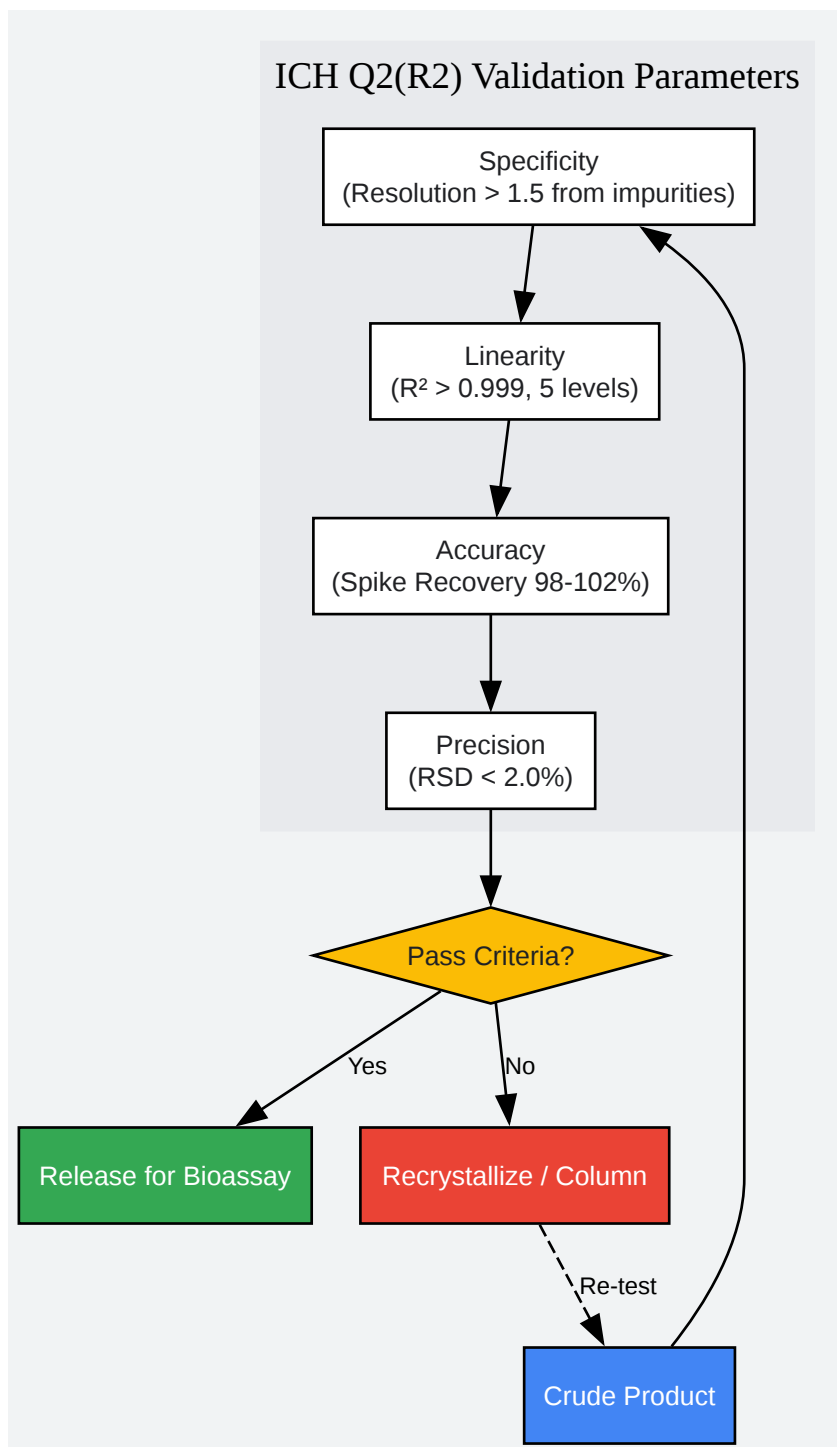 ICH Q2(R2) Validation Parameters
Specificity
(Resolution > 1.5 from impurities)
Linearity
(R² > 0.999, 5 levels)
Accuracy
(Spike Recovery 98-102%)
Precision
(RSD < 2.0%)
Pass Criteria?
Yes
No
Release for Bioassay
Recrystallize / Column
Re-test
Crude Product